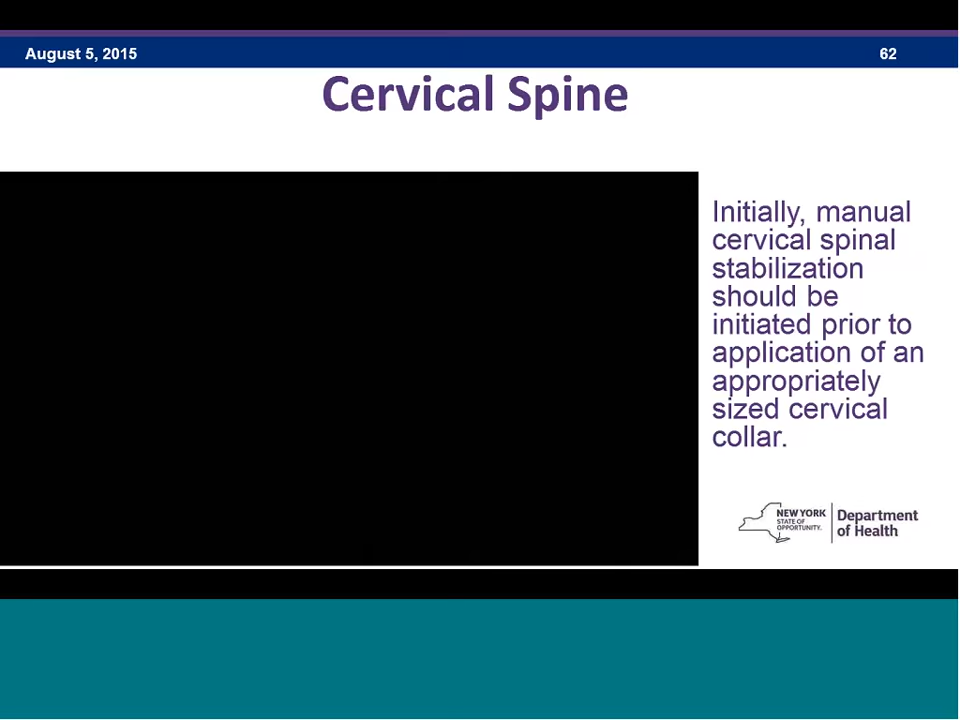 August 5, 2015
62
Cervical Spine
Initially, manual
cervical spinal
stabilization
should be
initiated prior to
application of an
appropriately
sized cervical
collar.
NEW YORK
STATE OF
OPPORTUNITY.
Department
of Health